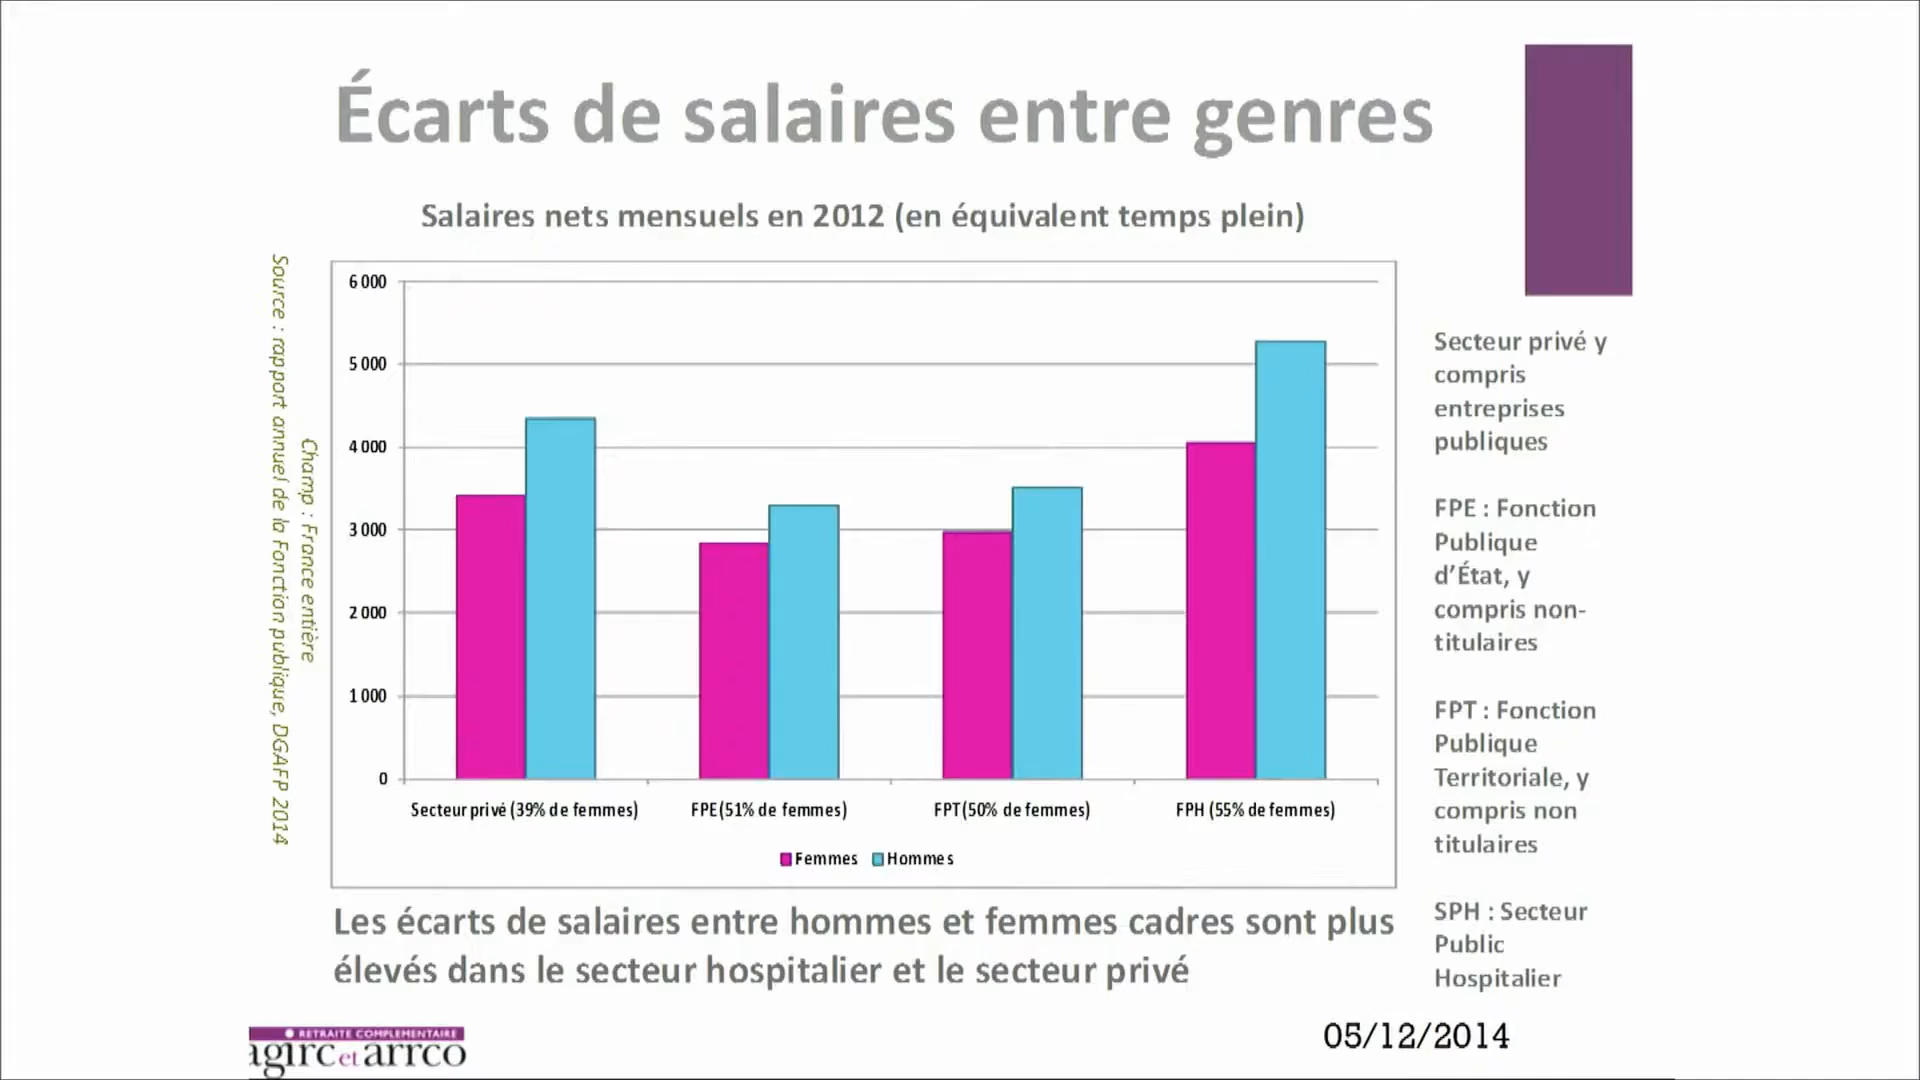 Écarts de salaires entre genres
Salaires nets mensuels en 2012 (en équivalent temps plein)
Source : rapport annuel de la Fonction publique, DGAFP 2014
Champ : France entière
6 000
5 000
4 000
3 000
2 000
1 000
0
Secteur privé (39% de femmes)
FPE (51% de femmes)
FPT (50% de femmes)
FPH (55% de femmes)
Femmes
Hommes
Les écarts de salaires entre hommes et femmes cadres sont plus
élevés dans le secteur hospitalier et le secteur privé
Secteur privé y
compris
entreprises
publiques
FPE : Fonction
Publique
d’État, y
compris non-
titulaires
FPT : Fonction
Publique
Territoriale, y
compris non
titulaires
SPH : Secteur
Public
Hospitalier
RETRAITE COMPLEMENTAIRE
agirc et arrco
05/12/2014